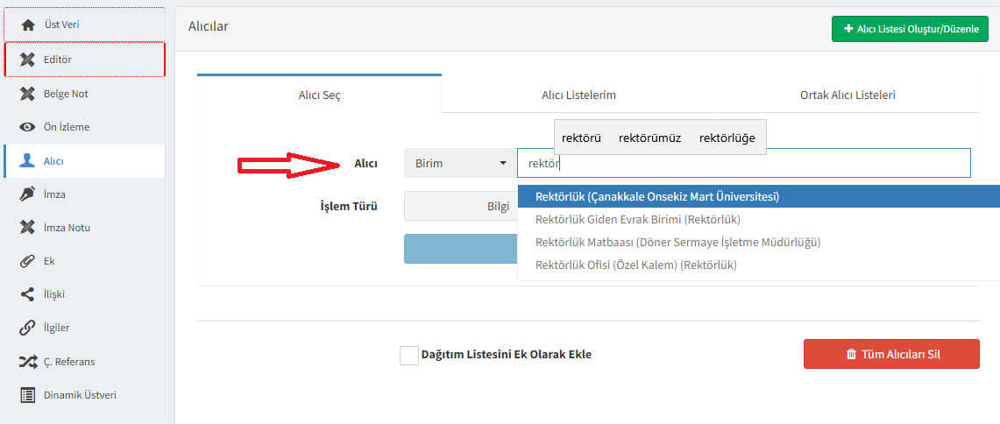 Üst Veri
Editör
Belge Not
Ön İzleme
Alıcı
İmza
İmza Notu
Ek
İlişki
İlgiler
Ç. Referans
Dinamik Üstveri
Alıcılar
Alıcı Listesi Oluştur/Düzenle
Alıcı Seç
Alıcı Listelerim
Ortak Alıcı Listeleri
rektörü rektörümüz rektörlüğe
Alıcı Birim rektör
Rektörlük (Çanakkale Onsekiz Mart Üniversitesi)
İşlem Türü Bilgi
Rektörlük Giden Evrak Birimi (Rektörlük)
Rektörlük Matbaası (Döner Sermaye İşletme Müdürlüğü)
Rektörlük Ofisi (Özel Kalem) (Rektörlük)
Dağıtım Listesini Ek Olarak Ekle
Tüm Alıcıları Sil